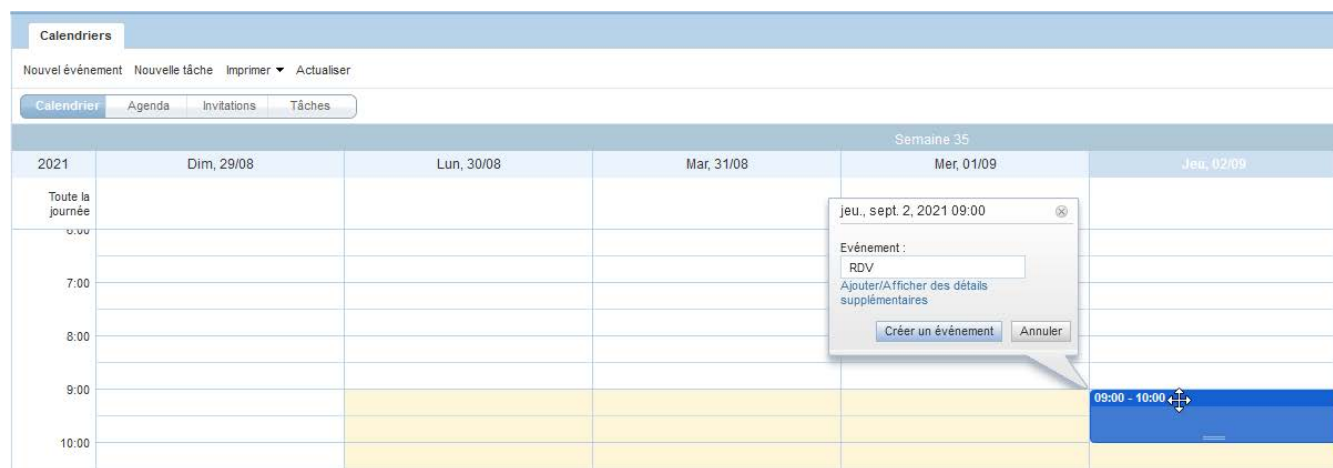 Calendriers
Nouvel événement Nouvelle tâche Imprimer Actualiser
Calendrier Agenda Invitations Tâches
Semaine 35
2021 Dim, 29/08 Lun, 30/08 Mar, 31/08 Mer, 01/09 Jeu, 02/09
Toute la
journée
jeu., sept. 2, 2021 09:00
6:00
Evénement :
RDV
7:00
Ajouter/Afficher des détails
supplémentaires
8:00
Créer un événement Annuler
9:00
09:00 - 10:00
10:00